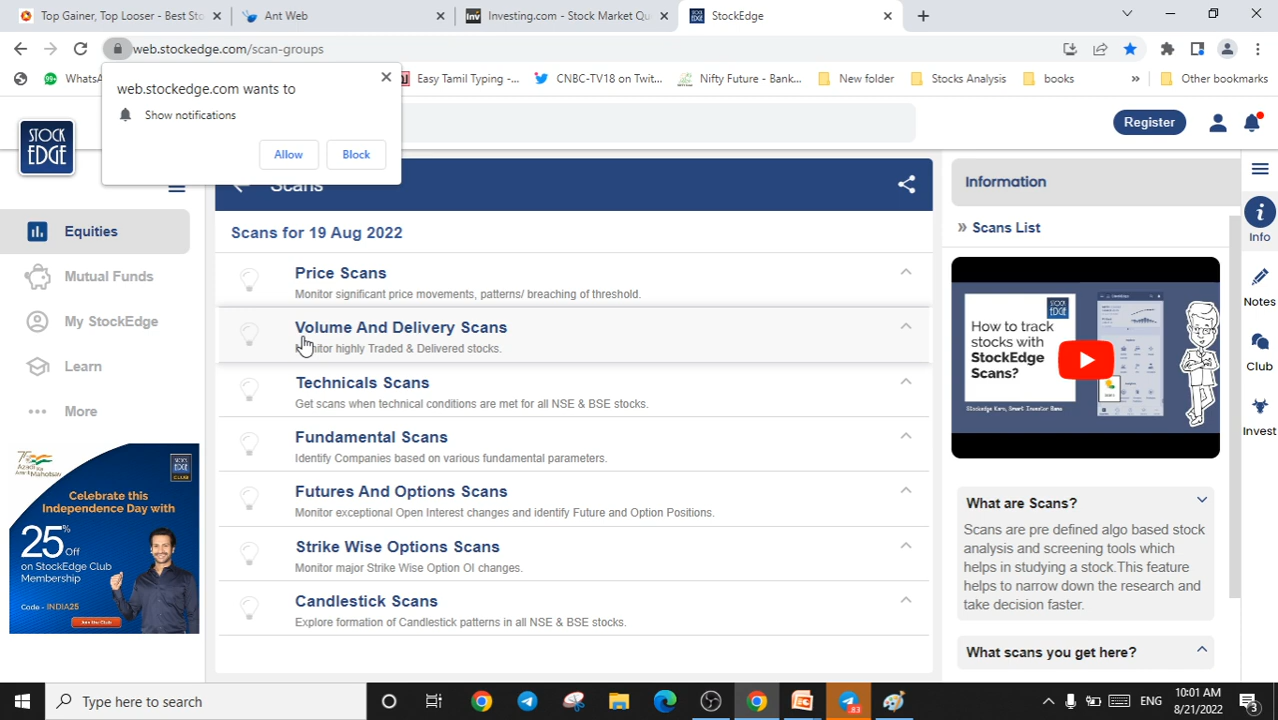 Top Gainer, Top Looser - Best Sto
Ant Web
Investing.com - Stock Market Qu
StockEdge
web.stockedge.com/scan-groups
WhatsA
Easy Tamil Typing -...
CNBC-TV18 on Twit...
Nifty Future - Bank...
New folder
Stocks Analysis
books
»
Other bookmarks
web.stockedge.com wants to
Show notifications
Allow
Block
STOCK
EDGE
Register
Scans
Information
Equities
Mutual Funds
My StockEdge
Learn
More
Scans for 19 Aug 2022
Price Scans
Monitor significant price movements, patterns/ breaching of threshold.
Volume And Delivery Scans
nitor highly Traded & Delivered stocks.
Technicals Scans
Get scans when technical conditions are met for all NSE & BSE stocks.
Fundamental Scans
Identify Companies based on various fundamental parameters.
Futures And Options Scans
Monitor exceptional Open Interest changes and identify Future and Option Positions.
Strike Wise Options Scans
Monitor major Strike Wise Option OI changes.
Candlestick Scans
Explore formation of Candlestick patterns in all NSE & BSE stocks.
» Scans List
How to track
stocks with
StockEdge
Scans?
What are Scans?
Scans are pre defined algo based stock
analysis and screening tools which
helps in studying a stock.This feature
helps to narrow down the research and
take decision faster.
What scans you get here?
Info
Notes
Club
Invest
Azadi Ka
Amrit Mahotsav
Celebrate this
Independence Day with
25% Off
on StockEdge Club
Membership
Code - INDIA25
Join the Club
Type here to search
83
ENG
10:01 AM
8/21/2022
3